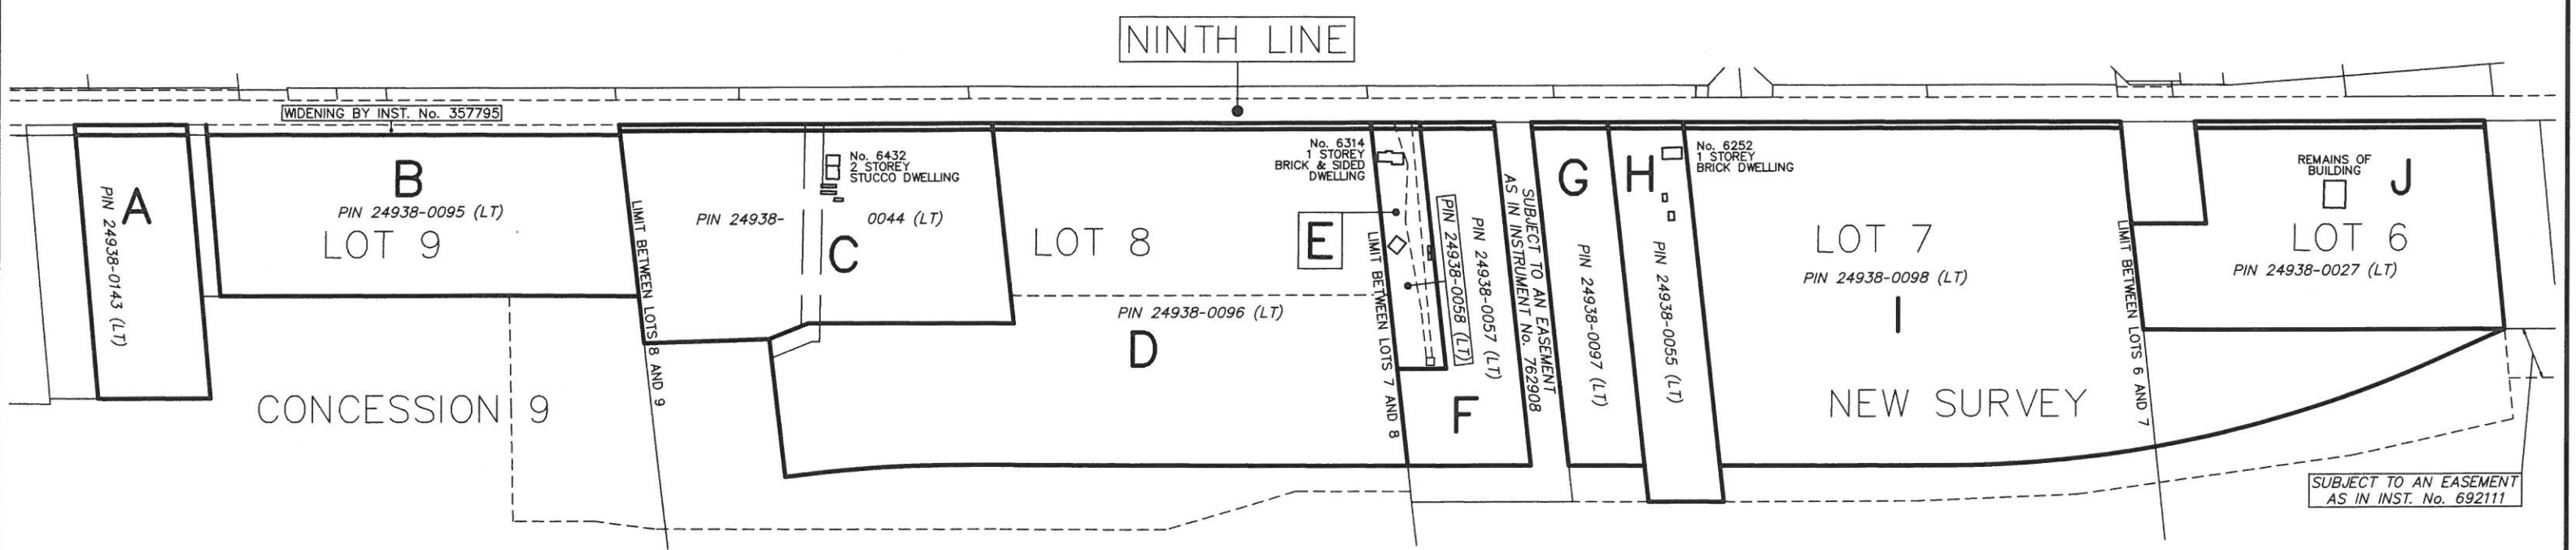 NINTH LINE
WIDENING BY INST. No. 357795
A
PIN 24938-0143 (LT)
B
PIN 24938-0095 (LT)
LOT 9
CONCESSION 9
LIMIT BETWEEN LOTS 8 AND 9
No. 6432
2 STOREY
STUCCO DWELLING
PIN 24938- 0044 (LT)
C
LOT 8
PIN 24938-0096 (LT)
D
No. 6314
1 STOREY
BRICK & SIDED
DWELLING
E
LIMIT BETWEEN LOTS 7 AND 8
PIN 24938-0058 (LT)
PIN 24938-0057 (LT)
F
SUBJECT TO AN EASEMENT
AS IN INSTRUMENT No. 762908
G
PIN 24938-0097 (LT)
H
PIN 24938-0055 (LT)
No. 6252
1 STOREY
BRICK DWELLING
LOT 7
PIN 24938-0098 (LT)
I
NEW SURVEY
LIMIT BETWEEN LOTS 6 AND 7
REMAINS OF
BUILDING
J
LOT 6
PIN 24938-0027 (LT)
SUBJECT TO AN EASEMENT
AS IN INST. No. 692111